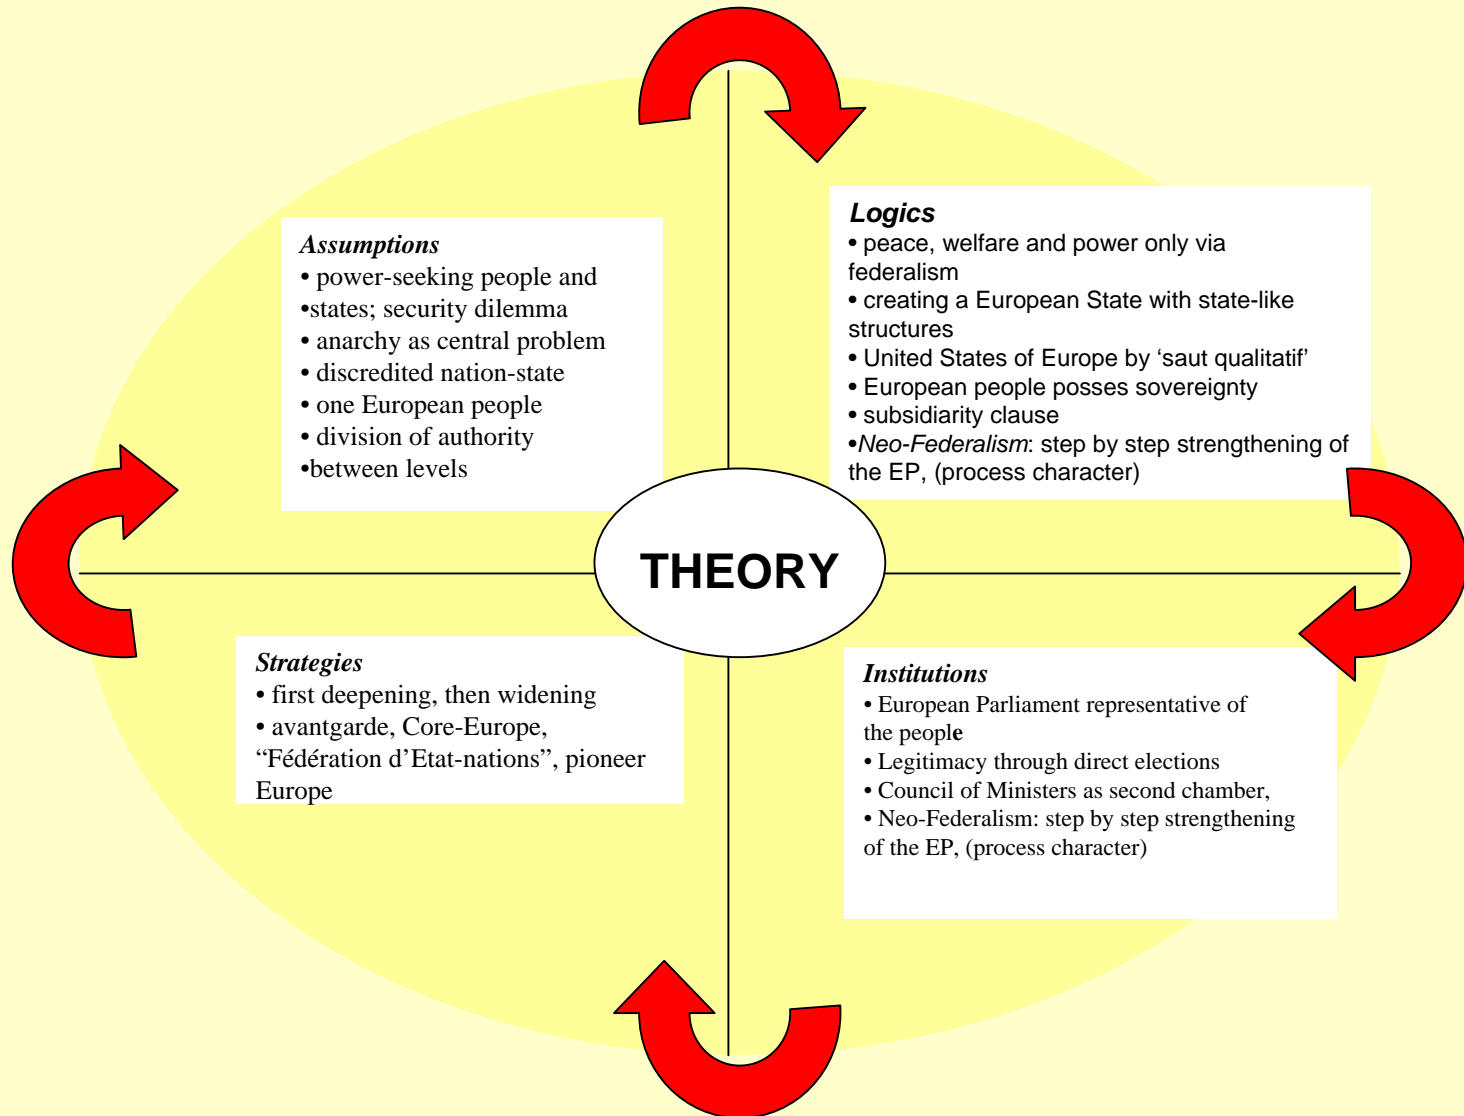 Assumptions
• power-seeking people and
•states; security dilemma
• anarchy as central problem
• discredited nation-state
• one European people
• division of authority
•between levels
Logics
• peace, welfare and power only via
federalism
• creating a European State with state-like
structures
• United States of Europe by ‘saut qualitatif’
• European people posses sovereignty
• subsidiarity clause
•Neo-Federalism: step by step strengthening of
the EP, (process character)
THEORY
Strategies
• first deepening, then widening
• avantgarde, Core-Europe,
“Fédération d’Etat-nations”, pioneer
Europe
Institutions
• European Parliament representative of
the people
• Legitimacy through direct elections
• Council of Ministers as second chamber,
• Neo-Federalism: step by step strengthening
of the EP, (process character)